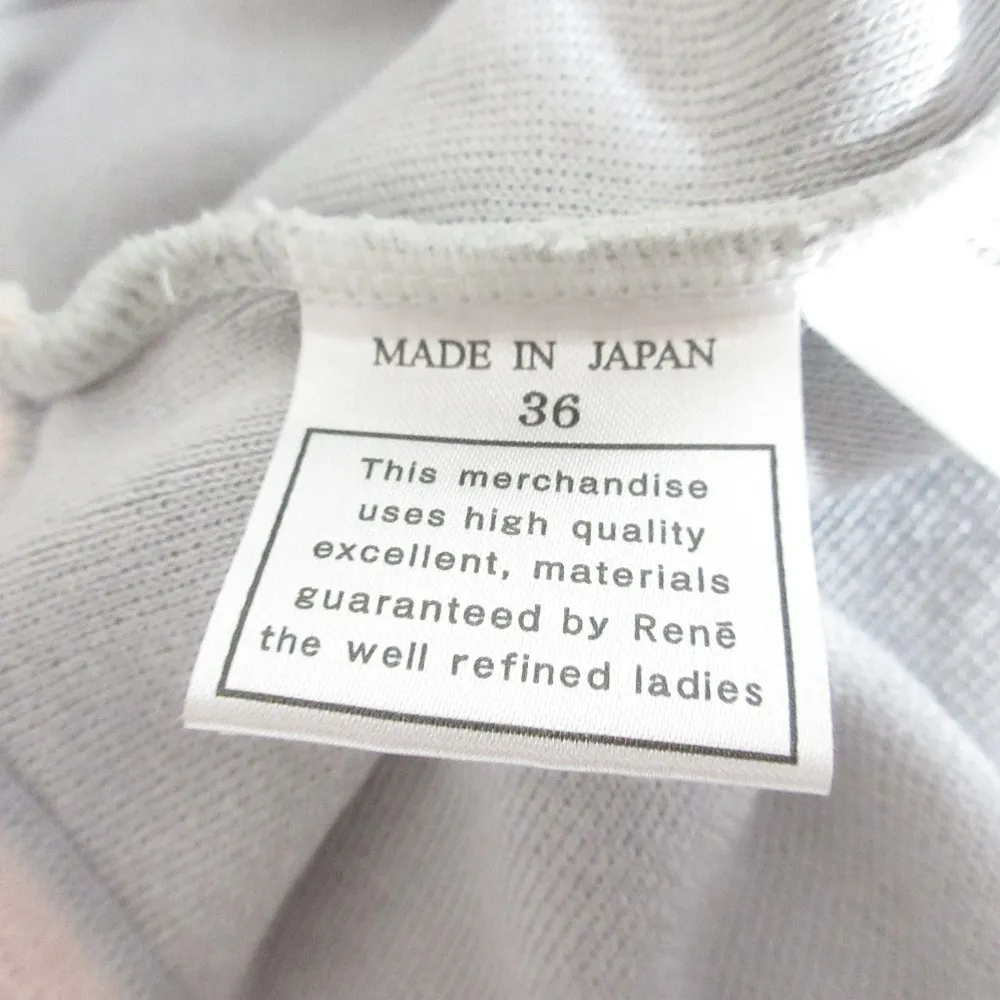 MADE IN JAPAN
36
This merchandise
uses high quality
excellent, materials
guaranteed by Renē
the well refined ladies